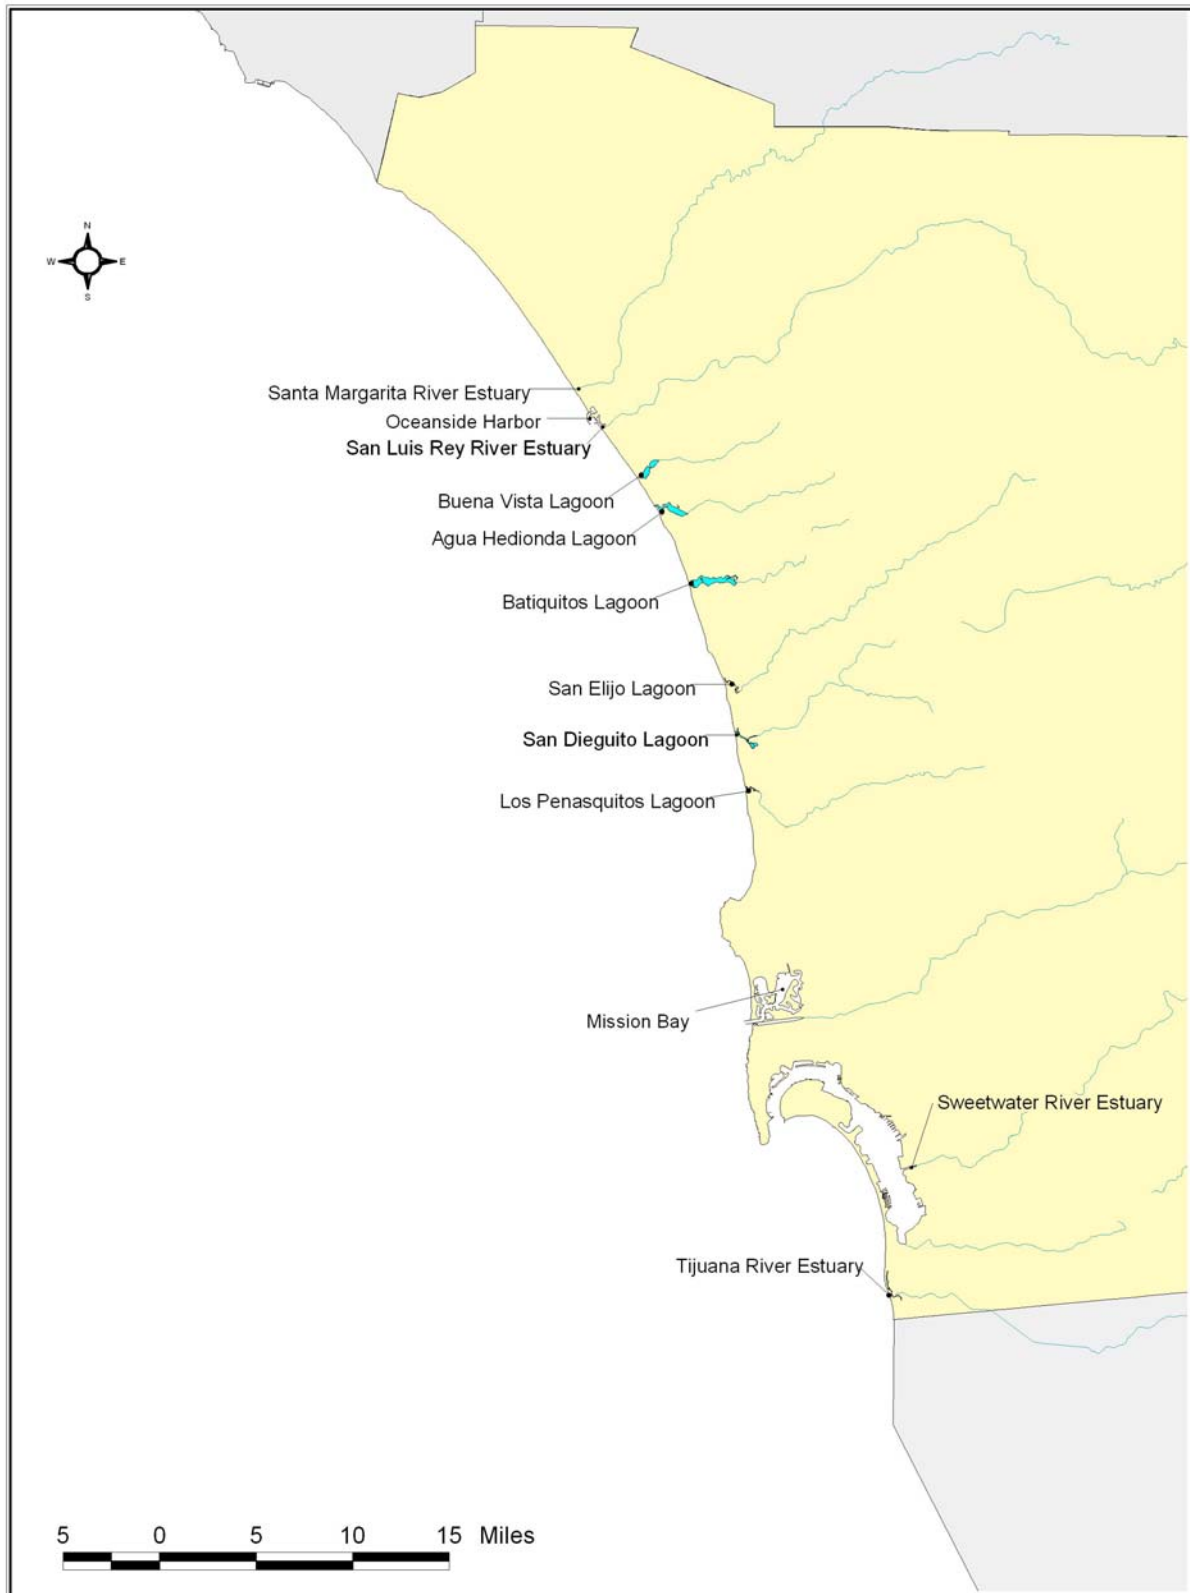 N
W E
S
Santa Margarita River Estuary
Oceanside Harbor
San Luis Rey River Estuary
Buena Vista Lagoon
Agua Hedionda Lagoon
Batiquitos Lagoon
San Elijo Lagoon
San Dieguito Lagoon
Los Penasquitos Lagoon
Mission Bay
Sweetwater River Estuary
Tijuana River Estuary
5 0 5 10 15 Miles